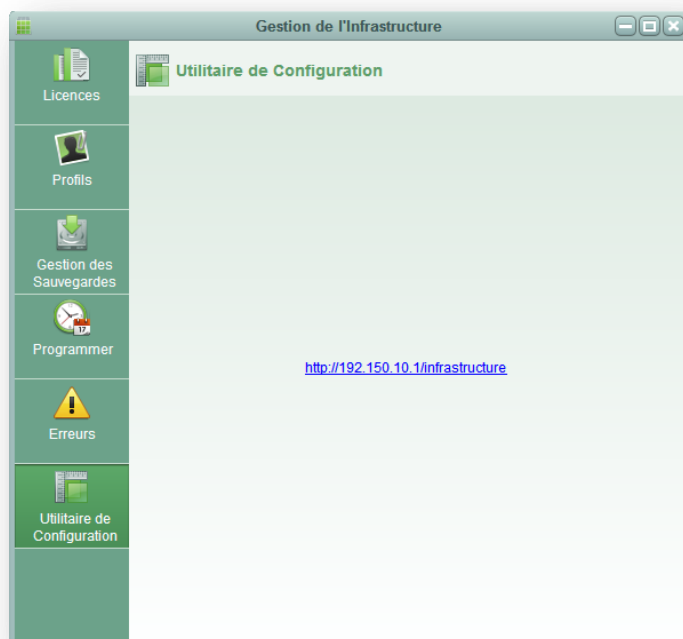 Gestion de l'Infrastructure
Licences
Profils
Gestion des
Sauvegardes
Programmer
17
Erreurs
Utilitaire de
Configuration
Utilitaire de Configuration
http://192.150.10.1/infrastructure